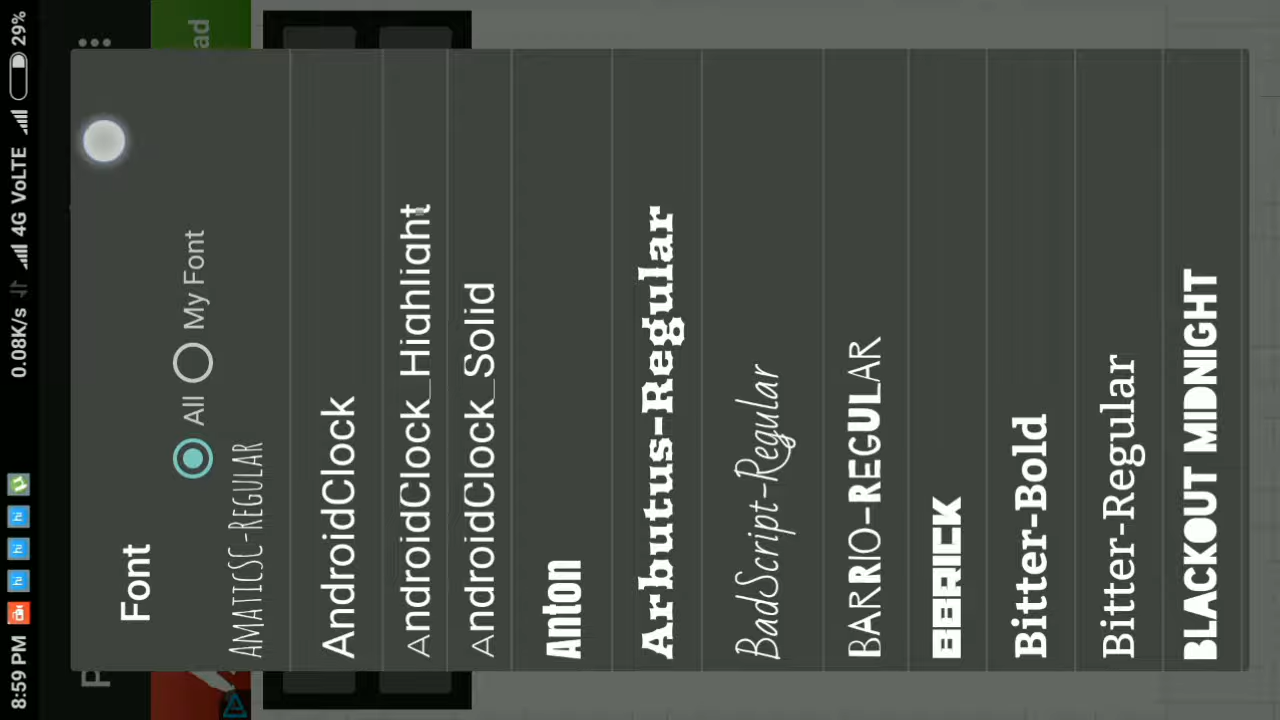 8:59 PM 0.08K/s 4G VoLTE 29%
ad
Font
All My Font
AMATICSC-REGULAR
AndroidClock
AndroidClock_Highlight
AndroidClock_Solid
Anton
Arbutus-Regular
BadScript-Regular
BARRIO-REGULAR
BBRICK
Bitter-Bold
Bitter-Regular
BLACKOUT MIDNIGHT